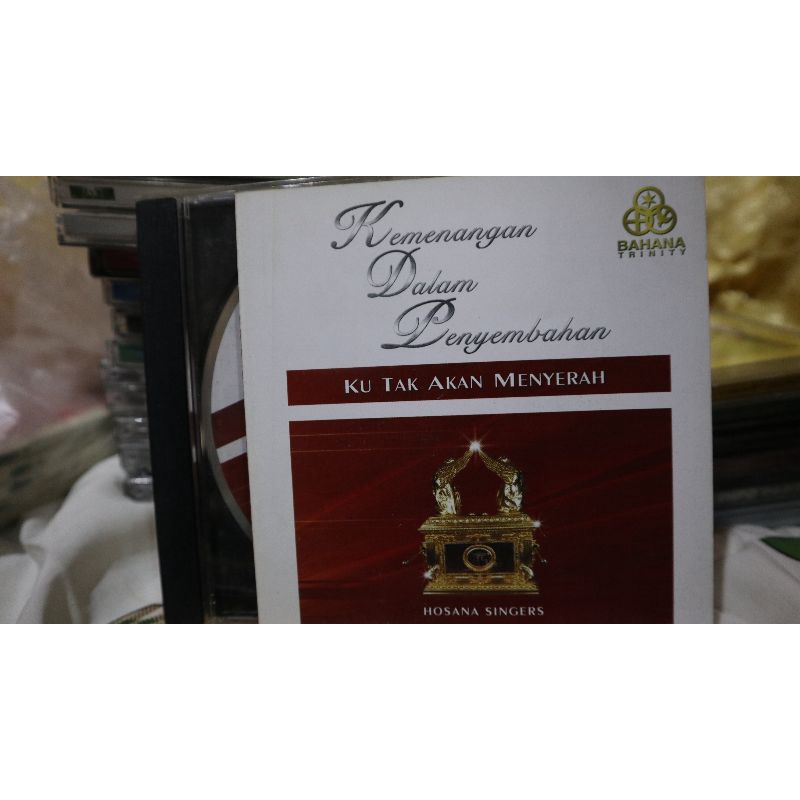 Kemenangan
Dalam
Penyembahan
BAHANA
TRINITY
KU TAK AKAN MENYERAH
HOSANA SINGERS